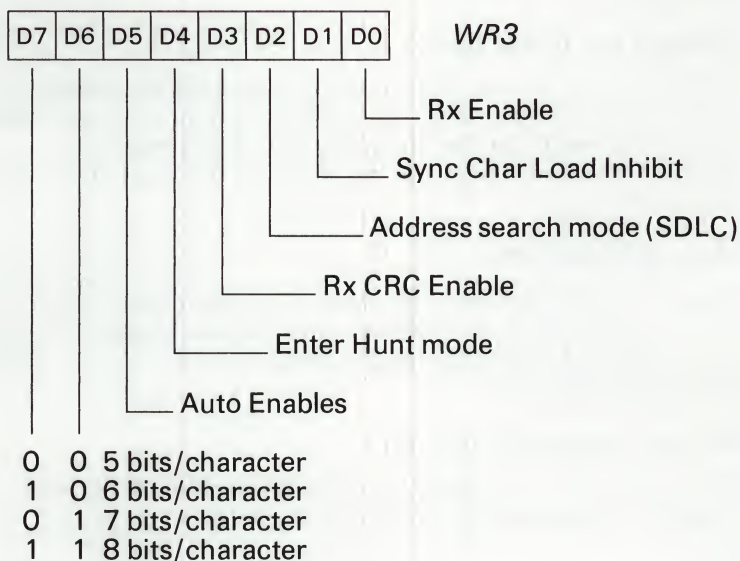 D7 D6 D5 D4 D3 D2 D1 D0 WR3
Rx Enable
Sync Char Load Inhibit
Address search mode (SDLC)
Rx CRC Enable
Enter Hunt mode
Auto Enables
0 0 5 bits/character
1 0 6 bits/character
0 1 7 bits/character
1 1 8 bits/character